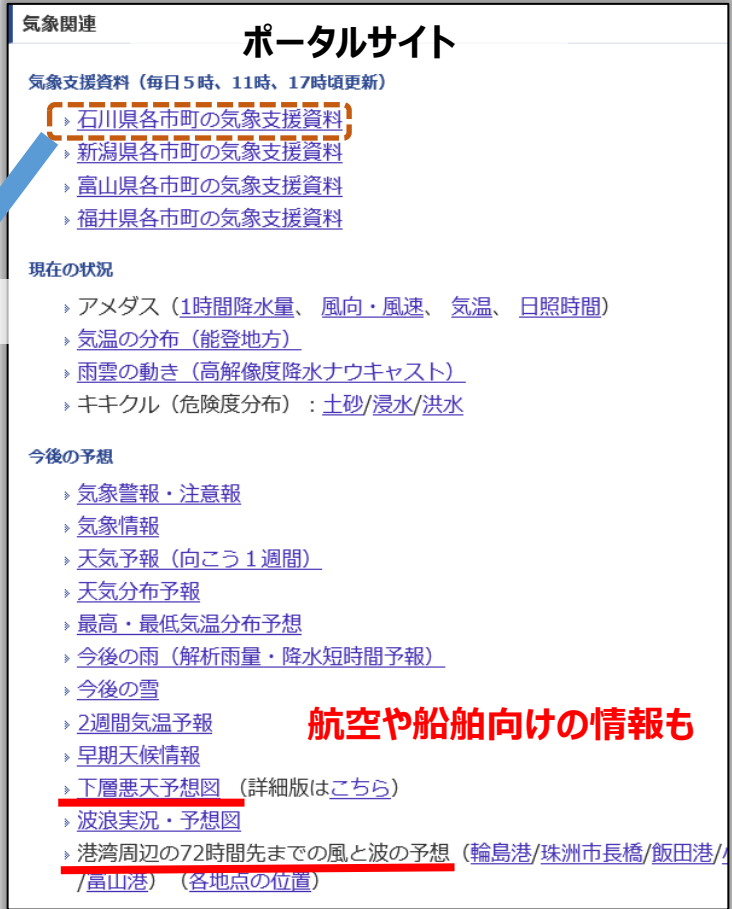 気象関連
ポータルサイト
気象支援資料（毎日５時、11時、17時頃更新）
石川県各市町の気象支援資料
新潟県各市町の気象支援資料
富山県各市町の気象支援資料
福井県各市町の気象支援資料
現在の状況
アメダス（1時間降水量、 風向・風速、 気温、 日照時間）
気温の分布（能登地方）
雨雲の動き（高解像度降水ナウキャスト）
キキクル（危険度分布）：土砂/浸水/洪水
今後の予想
気象警報・注意報
気象情報
天気予報（向こう１週間）
天気分布予報
最高・最低気温分布予想
今後の雨（解析雨量・降水短時間予報）
今後の雪
2週間気温予報
航空や船舶向けの情報も
早期天候情報
下層悪天予想図 （詳細版はこちら）
波浪実況・予想図
港湾周辺の72時間先までの風と波の予想（輪島港/珠洲市長橋/飯田港/
/富山港）（各地点の位置）